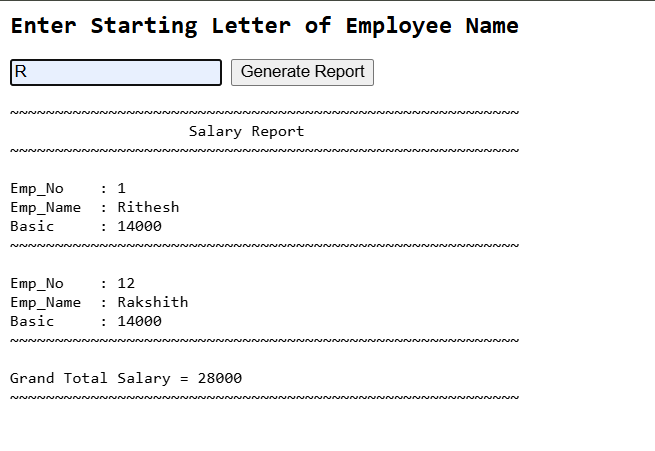 Enter Starting Letter of Employee Name
R Generate Report
~~~~~~~~~~~~~~~~~~~~~~~~~~~~~~~~~~~~~~~~~~~~~~~~~~~~~~~~~
Salary Report
~~~~~~~~~~~~~~~~~~~~~~~~~~~~~~~~~~~~~~~~~~~~~~~~~~~~~~~~~
Emp_No    : 1
Emp_Name  : Rithesh
Basic     : 14000
~~~~~~~~~~~~~~~~~~~~~~~~~~~~~~~~~~~~~~~~~~~~~~~~~~~~~~~~~
Emp_No    : 12
Emp_Name  : Rakshith
Basic     : 14000
~~~~~~~~~~~~~~~~~~~~~~~~~~~~~~~~~~~~~~~~~~~~~~~~~~~~~~~~~
Grand Total Salary = 28000
~~~~~~~~~~~~~~~~~~~~~~~~~~~~~~~~~~~~~~~~~~~~~~~~~~~~~~~~~